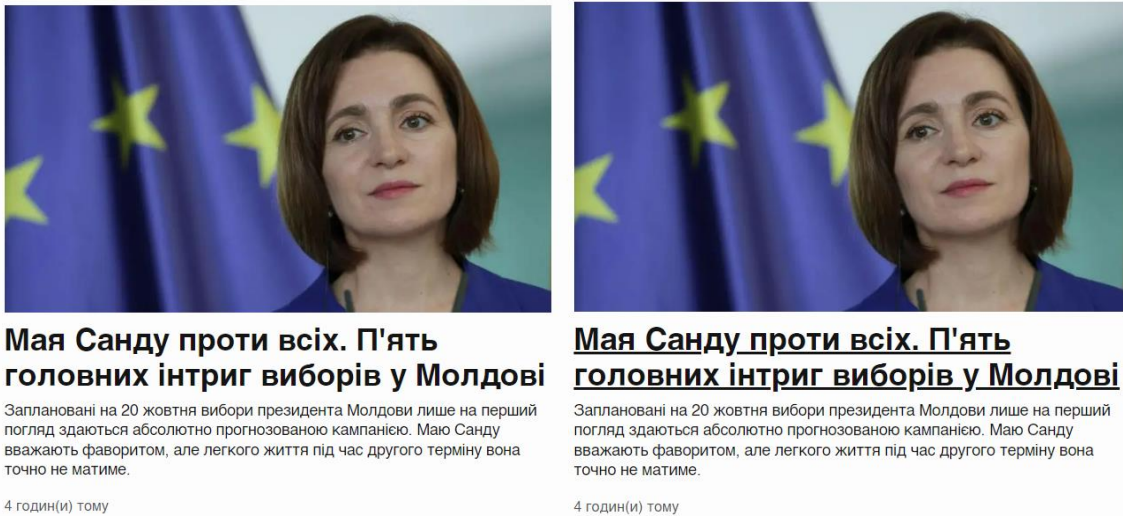 Мая Санду проти всіх. П'ять
головних інтриг виборів у Молдові
Заплановані на 20 жовтня вибори президента Молдови лише на перший
погляд здаються абсолютно прогнозованою кампанією. Маю Санду
вважають фаворитом, але легкого життя під час другого терміну вона
точно не матиме.
4 годин(и) тому
Мая Санду проти всіх. П'ять
головних інтриг виборів у Молдові
Заплановані на 20 жовтня вибори президента Молдови лише на перший
погляд здаються абсолютно прогнозованою кампанією. Маю Санду
вважають фаворитом, але легкого життя під час другого терміну вона
точно не матиме.
4 годин(и) тому